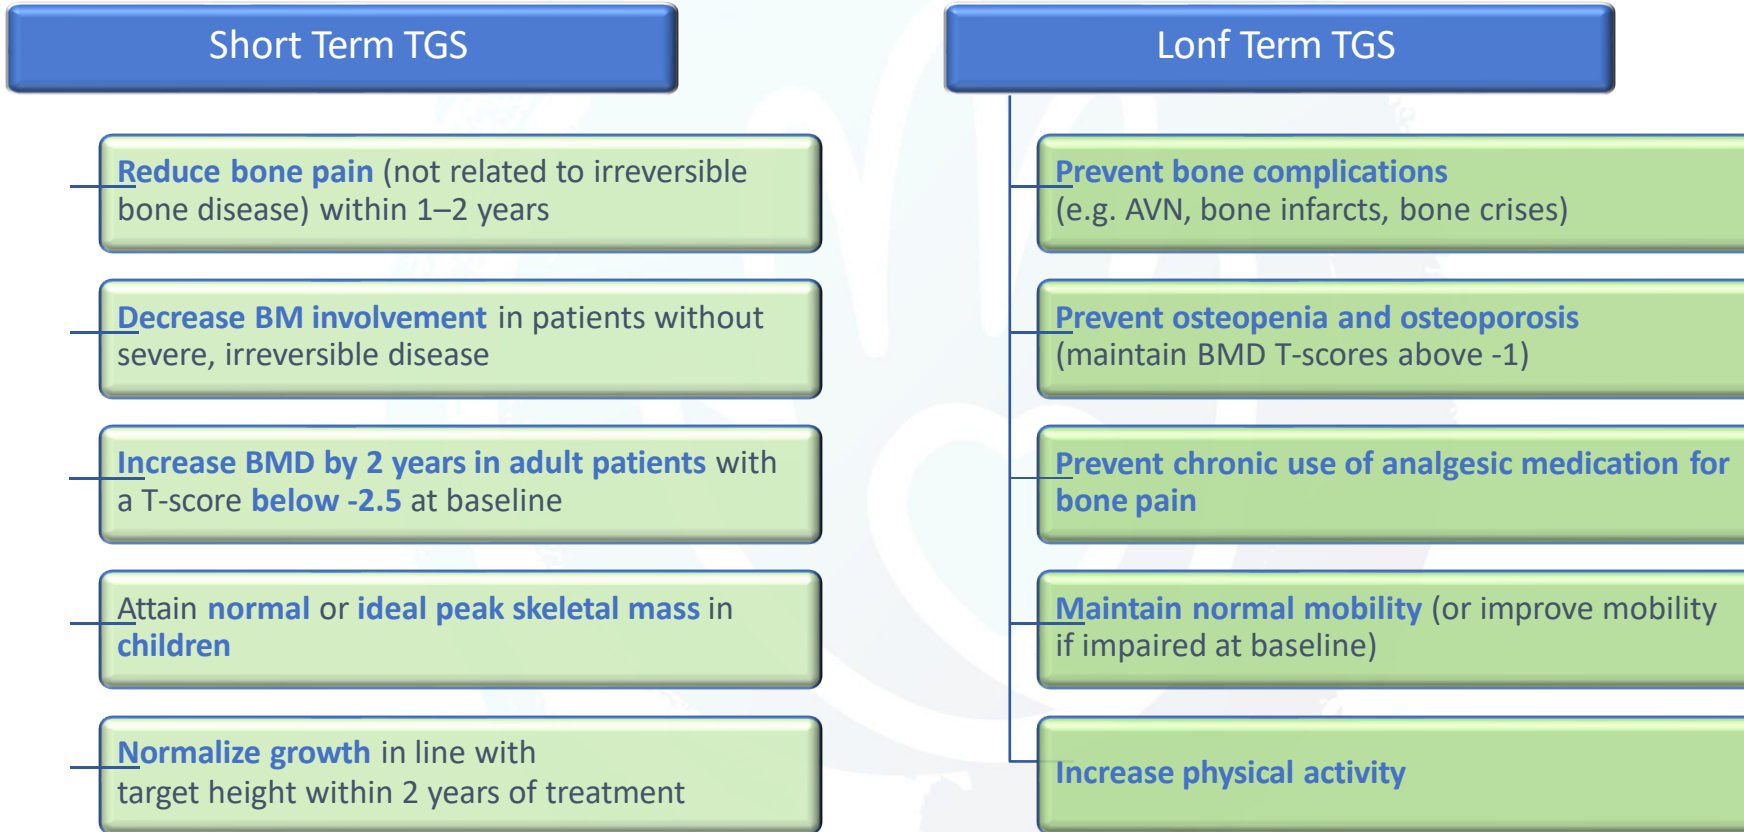 Short Term TGS
Reduce bone pain (not related to irreversible
bone disease) within 1–2 years
Decrease BM involvement in patients without
severe, irreversible disease
Increase BMD by 2 years in adult patients with
a T-score below -2.5 at baseline
Attain normal or ideal peak skeletal mass in
children
Normalize growth in line with
target height within 2 years of treatment
Lonf Term TGS
Prevent bone complications
(e.g. AVN, bone infarcts, bone crises)
Prevent osteopenia and osteoporosis
(maintain BMD T-scores above -1)
Prevent chronic use of analgesic medication for
bone pain
Maintain normal mobility (or improve mobility
if impaired at baseline)
Increase physical activity